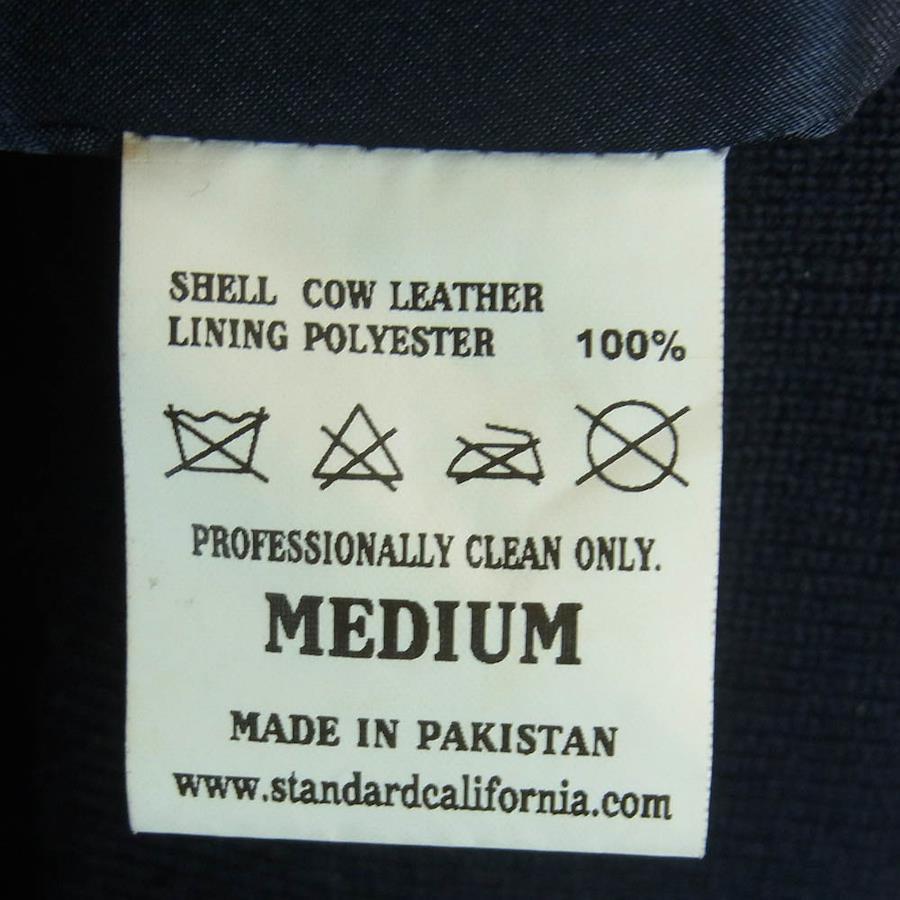 SHELL COW LEATHER
LINING POLYESTER 100%
PROFESSIONALLY CLEAN ONLY.
MEDIUM
MADE IN PAKISTAN
www.standardcalifornia.com